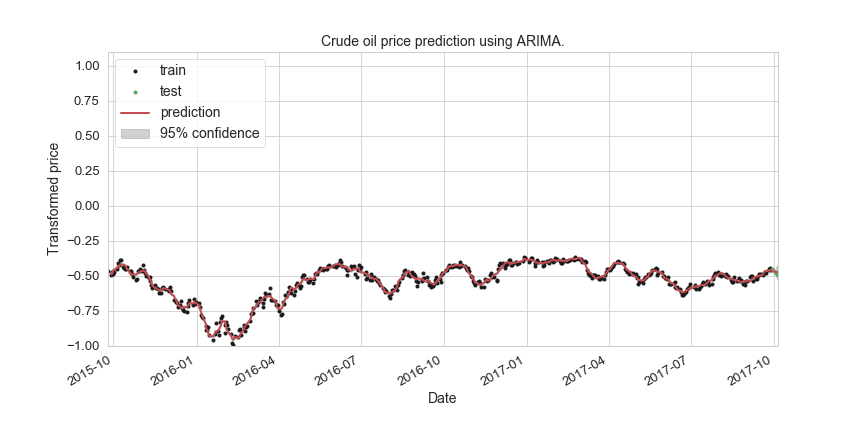 Crude oil price prediction using ARIMA.
train
test
prediction
95% confidence
1.00
0.75
0.50
0.25
0.00
−0.25
−0.50
−0.75
−1.00
Transformed price
2015-10
2016-01
2016-04
2016-07
2016-10
2017-01
2017-04
2017-07
2017-10
Date